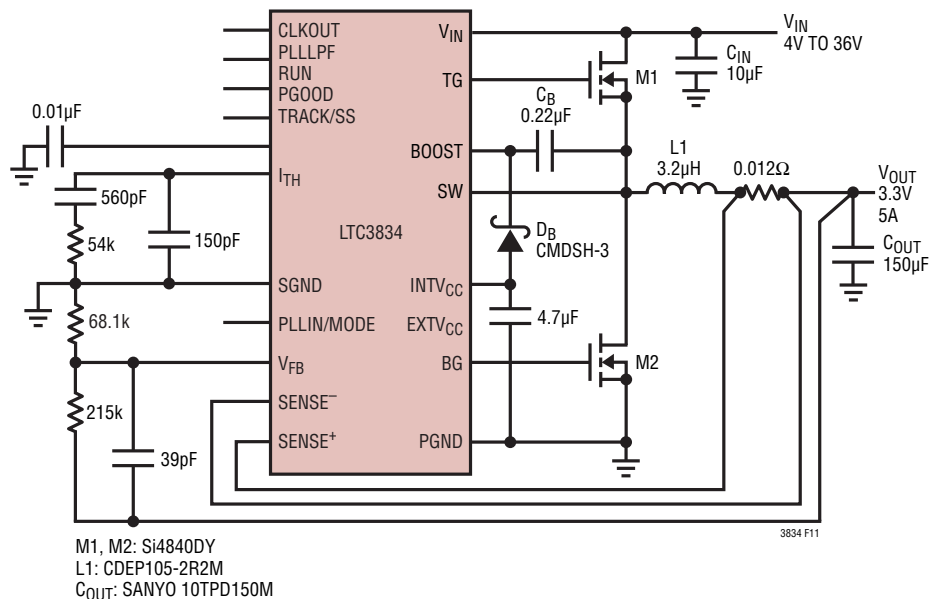 CLKOUT
PLLLPF
RUN
PGOOD
TRACK/SS
ITH
SGND
PLLIN/MODE
VFB
SENSE–
SENSE+
LTC3834
VIN
TG
BOOST
SW
INTVCC
EXTVCC
BG
PGND
0.01µF
560pF
54k
150pF
68.1k
215k
39pF
VIN
4V TO 36V
CIN
10µF
M1
CB
0.22µF
L1
3.2µH
0.012Ω
VOUT
3.3V
5A
COUT
150µF
DB
CMDSH-3
4.7µF
M2
3834 F11
M1, M2: Si4840DY
L1: CDEP105-2R2M
COUT: SANYO 10TPD150M